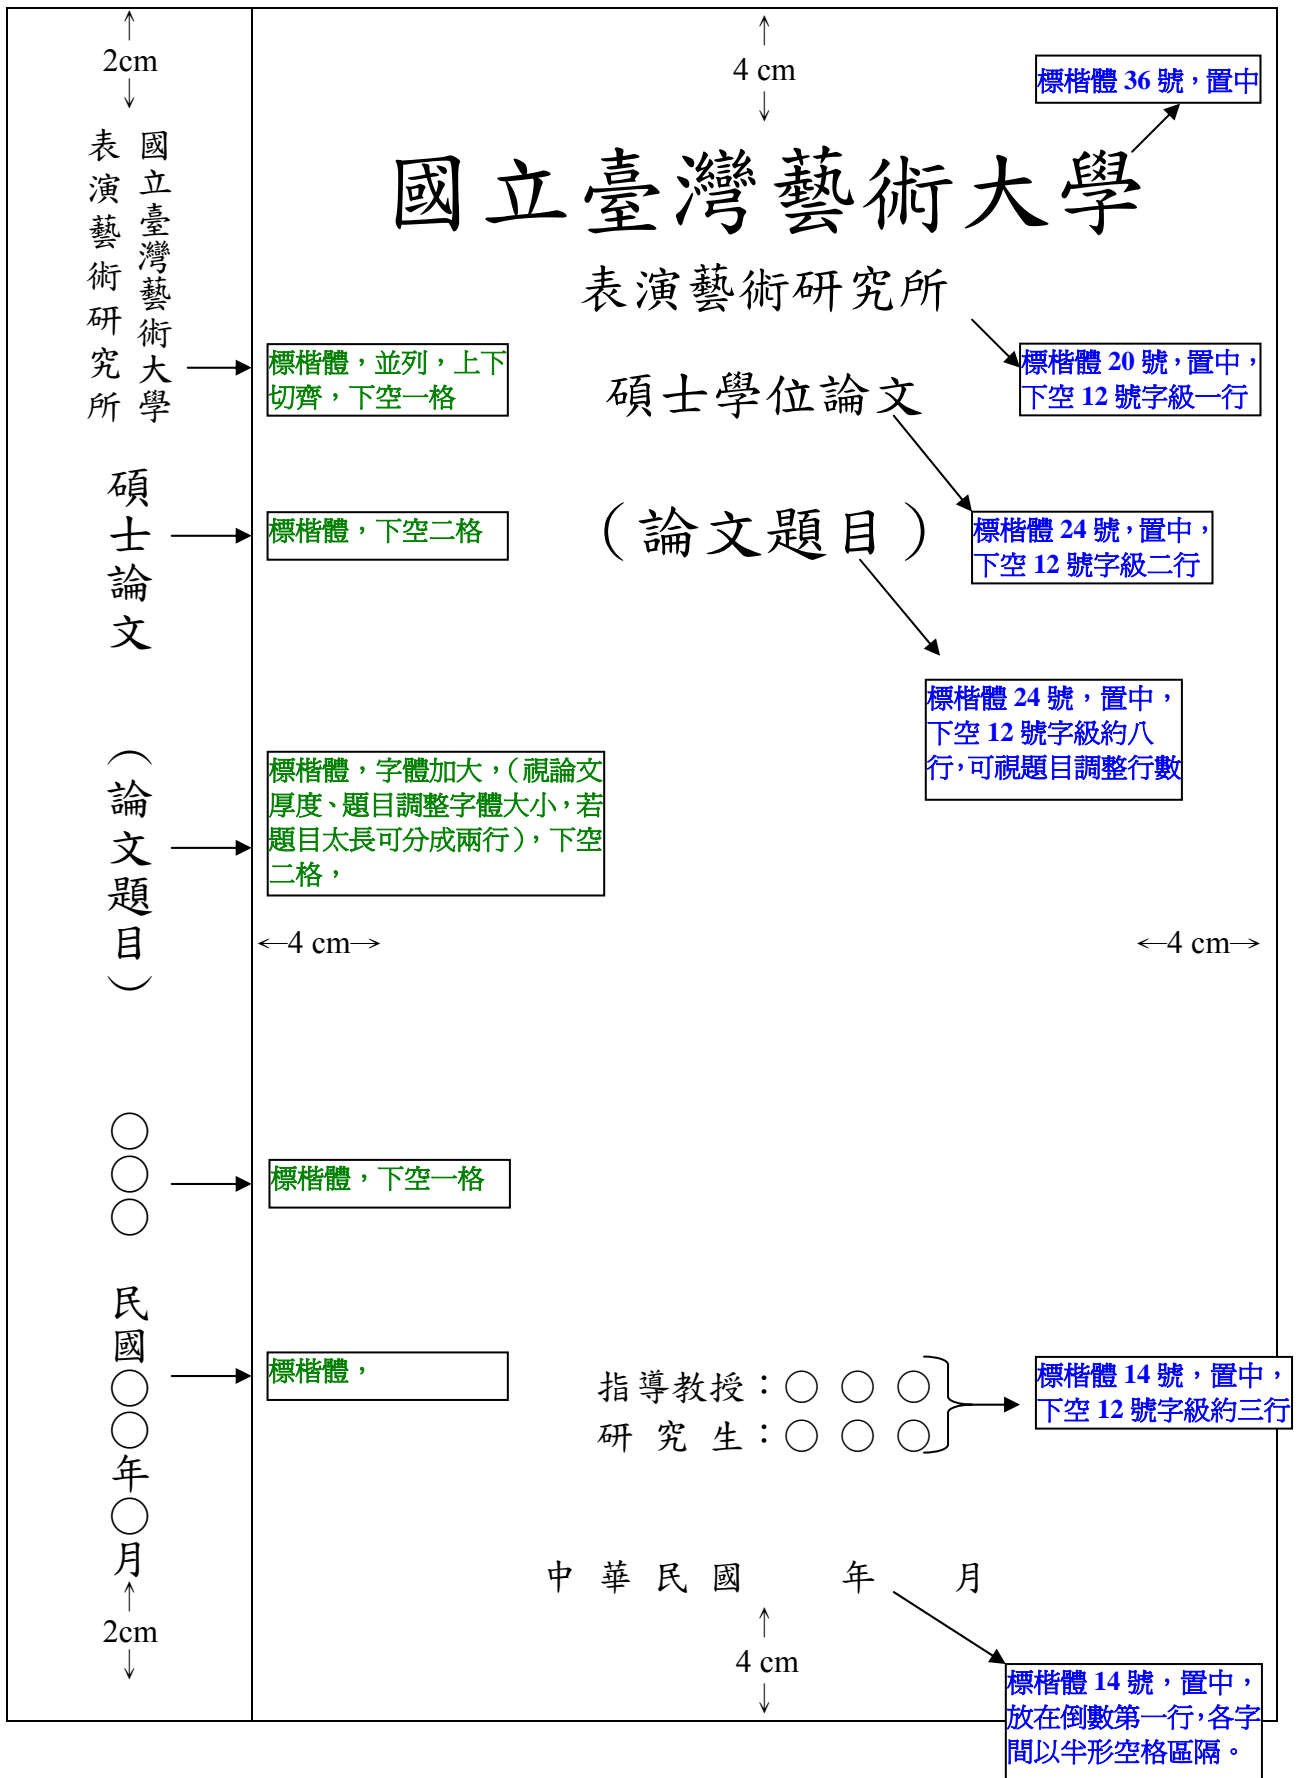 2cm
國立臺灣藝術大學
表演藝術研究所
標楷體，並列，上下
切齊，下空一格
碩士論文
標楷體，下空二格
（論文題目）
標楷體，字體加大，（視論文
厚度、題目調整字體大小，若
題目太長可分成兩行），下空
二格，
○○○
標楷體，下空一格
民國○○年○月
標楷體，
2cm
4 cm
標楷體 36 號，置中
國立臺灣藝術大學
表演藝術研究所
標楷體 20 號，置中，
下空 12 號字級一行
碩士學位論文
標楷體 24 號，置中，
下空 12 號字級二行
（論文題目）
標楷體 24 號，置中，
下空 12 號字級約八
行，可視題目調整行數
←4 cm→
←4 cm→
指導教授：○ ○ ○
研 究 生：○ ○ ○
標楷體 14 號，置中，
下空 12 號字級約三行
中 華 民 國 年 月
4 cm
標楷體 14 號，置中，
放在倒數第一行，各字
間以半形空格區隔。